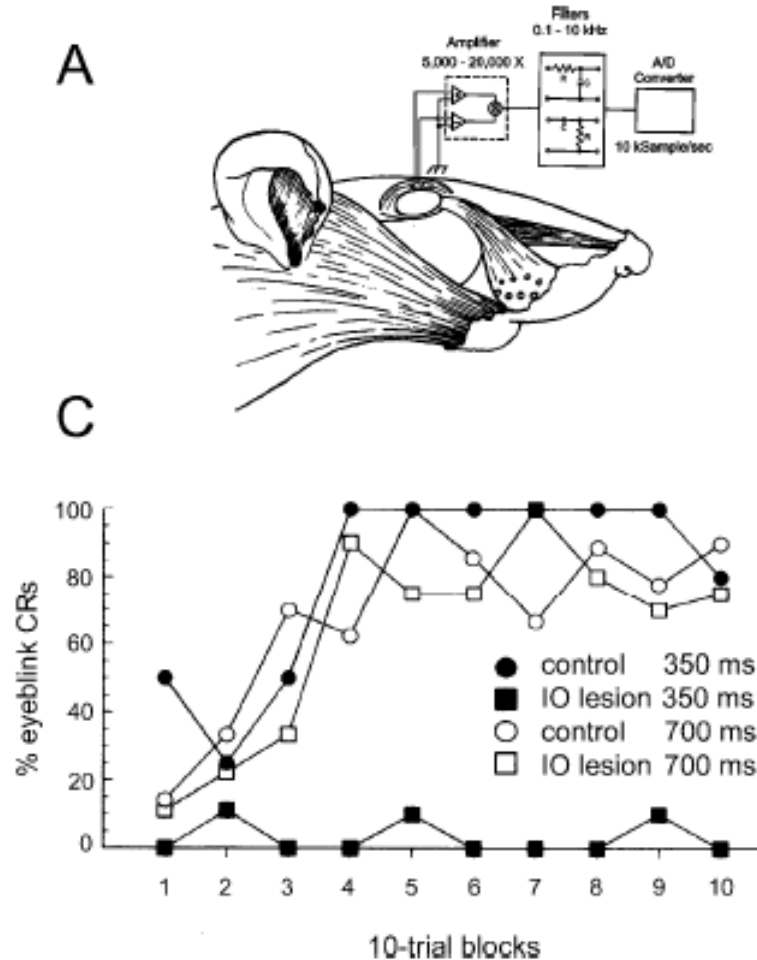 A
Filters
0.1 - 10 kHz
Amplifier
5,000 - 20,000 X
A/D
Converter
10 kSample/sec
C
% eyeblink CRs
100
80
60
40
20
0
control 350 ms
IO lesion 350 ms
control 700 ms
IO lesion 700 ms
1 2 3 4 5 6 7 8 9 10
10-trial blocks